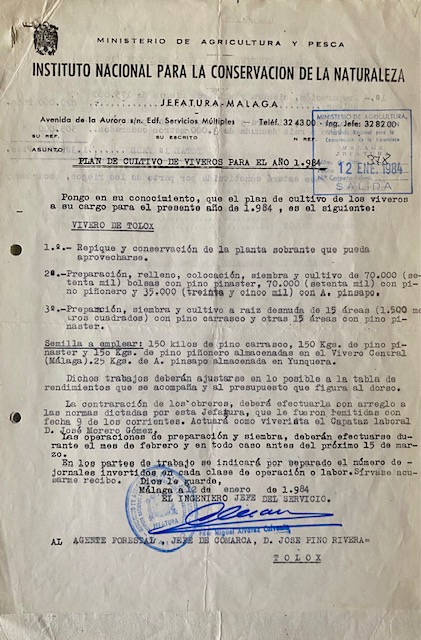 MINISTERIO DE AGRICULTURA Y PESCA
INSTITUTO NACIONAL PARA LA CONSERVACION DE LA NATURALEZA
JEFATURA-MALAGA
Avenida de la Aurora s/n. Edf. Servicios Múltiples - Telf. 32 43 00 - Ing. Jefe: 32 82 00
SU REF. SU ESCRITO N REF.
ASUNTO:
MINISTERIO DE AGRICULTURA,
12 ENE. 1984
SALIDA
PLAN DE CULTIVO DE VIVEROS PARA EL AÑO 1.984
Pongo en su conocimiento, que el plan de cultivo de los viveros
a su cargo para el presente año de 1.984 , es el siguiente:
VIVERO DE TOLOX
1.º.- Repique y conservación de la planta sobrante que pueda
aprovecharse.
2º.-Preparación, relleno, colocación, siembra y cultivo de 70.000 (se-
tenta mil) bolsas con pino pinaster, 70.000 (setenta mil) con pi
no piñonero y 35.000 (treinta y cinco mil) con A. pinsapo.
3º.-Preparación, siembra y cultivo a raiz desnuda de 15 áreas (1.500 me
tros cuadrados) con pino carrasco y otras 15 áreas con pino pi-
naster.
Semilla a emplear: 150 kilos de pino carrasco, 150 Kgs. de pino pi-
naster y 150 Kgs. de pino piñonero almacenadas en el Vivero Central
(Málaga).25 Kgs. de A. pinsapo almacenada en Yunquera.
Dichos trabajos deberán ajustarse en lo posible a la tabla de
rendimientos que se acompaña y al presupuesto que figura al dorso.
La contraración de los obreros, deberá efectuarla con arreglo a
las normas dictadas por esta Jefatura, que le fueron remitidas con
fecha 9 de los corrientes. Actuará como viverista el Capataz laboral
D. José Morero Gómez.
Las operaciones de preparación y siembra, deberán efectuarse du-
rante el mes de febrero y en todo caso antes del próximo 15 de mar-
zo.
En los partes de trabajo se indicará por separado el número de
jornales invertidos en cada clase de operación o labor. Sírvase acu-
sarme recibo. Dios le guarde,
Málaga 12 de enero de 1.984
EL INGENIERO JEFE DEL SERVICIO.
JEFATURA
Fdo: Miguel Alvarez Calvente
AL AGENTE FORESTAL, JEFE DE COMARCA, D. JOSE PINO RIVERA=
TOLOX